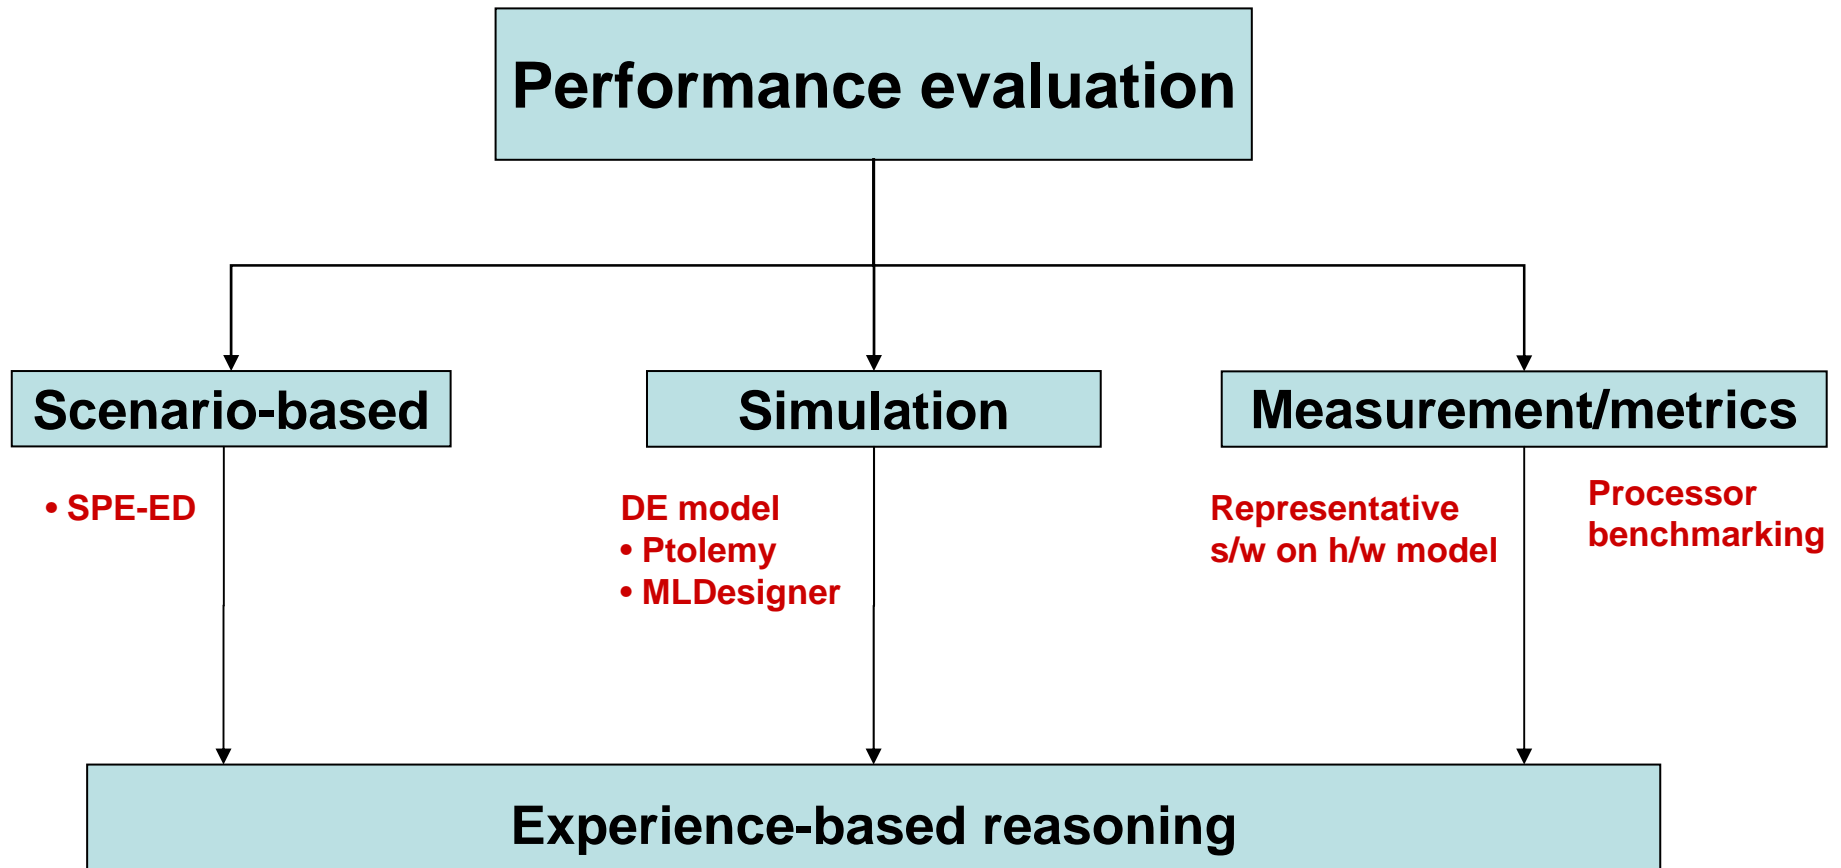 Performance evaluation
Scenario-based
Simulation
Measurement/metrics
• SPE-ED
DE model
• Ptolemy
• MLDesigner
Representative
s/w on h/w model
Processor
benchmarking
Experience-based reasoning